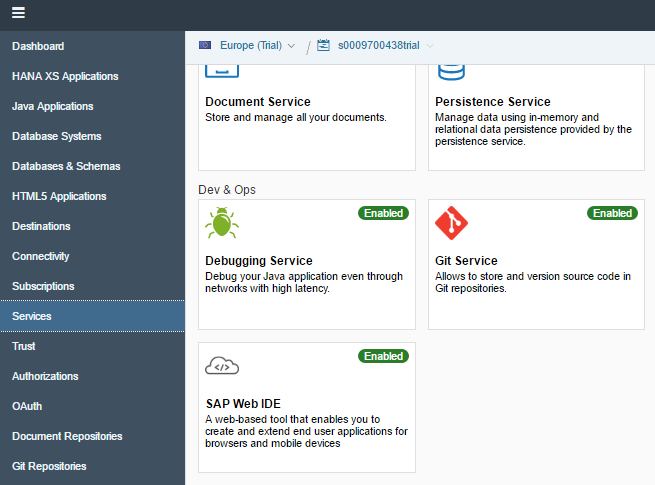 Europe (Trial) / s0009700438trial
Dashboard
HANA XS Applications
Java Applications
Database Systems
Databases & Schemas
HTML5 Applications
Destinations
Connectivity
Subscriptions
Services
Trust
Authorizations
OAuth
Document Repositories
Git Repositories
Document Service
Store and manage all your documents.
Persistence Service
Manage data using in-memory and
relational data persistence provided by the
persistence service.
Dev & Ops
Enabled
Debugging Service
Debug your Java application even through
networks with high latency.
Enabled
Git Service
Allows to store and version source code in
Git repositories.
Enabled
SAP Web IDE
A web-based tool that enables you to
create and extend end user applications for
browsers and mobile devices